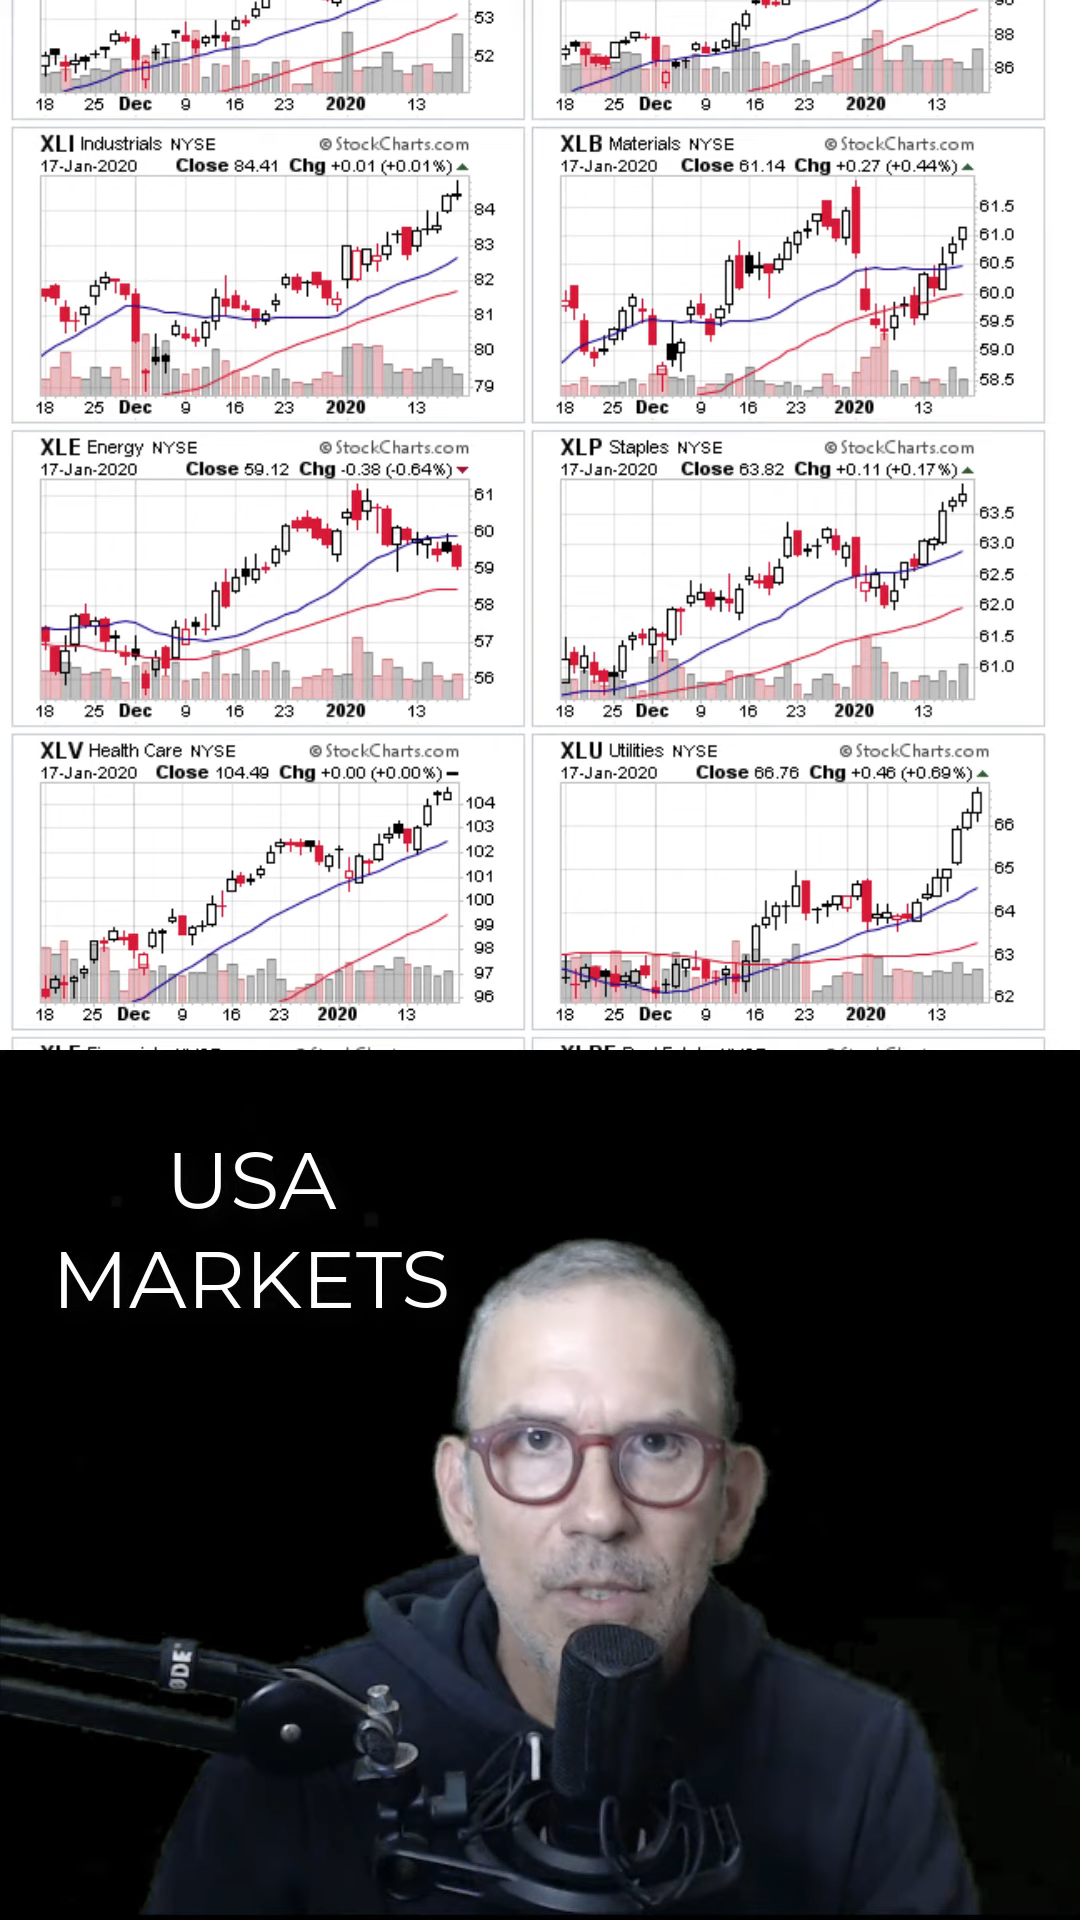 53
52
18 25 Dec 9 16 23 2020 13
88
86
18 25 Dec 9 16 23 2020 13
XLI Industrials NYSE © StockCharts.com
17-Jan-2020 Close 84.41 Chg +0.01 (+0.01%)
84
83
82
81
80
79
18 25 Dec 9 16 23 2020 13
XLB Materials NYSE © StockCharts.com
17-Jan-2020 Close 61.14 Chg +0.27 (+0.44%)
61.5
61.0
60.5
60.0
59.5
59.0
58.5
18 25 Dec 9 16 23 2020 13
XLE Energy NYSE © StockCharts.com
17-Jan-2020 Close 59.12 Chg -0.38 (-0.64%)
61
60
59
58
57
56
18 25 Dec 9 16 23 2020 13
XLP Staples NYSE © StockCharts.com
17-Jan-2020 Close 63.82 Chg +0.11 (+0.17%)
63.5
63.0
62.5
62.0
61.5
61.0
18 25 Dec 9 16 23 2020 13
XLV Health Care NYSE © StockCharts.com
17-Jan-2020 Close 104.49 Chg +0.00 (+0.00%)
104
103
102
101
100
99
98
97
96
18 25 Dec 9 16 23 2020 13
XLU Utilities NYSE © StockCharts.com
17-Jan-2020 Close 66.76 Chg +0.46 (+0.69%)
66
65
64
63
62
18 25 Dec 9 16 23 2020 13
USA
MARKETS